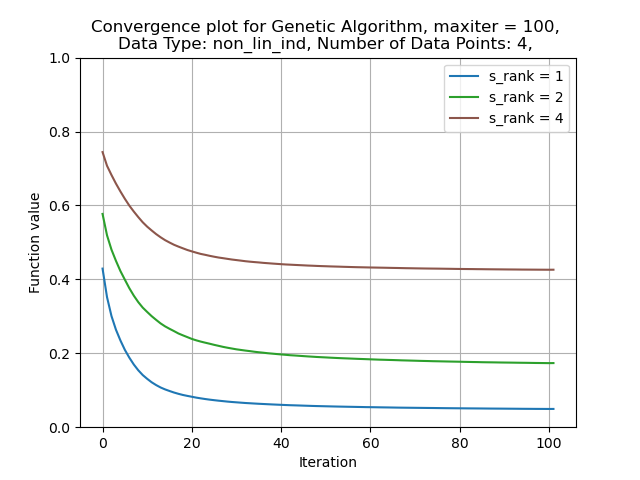 Convergence plot for Genetic Algorithm, maxiter = 100,
Data Type: non_lin_ind, Number of Data Points: 4,
1.0
0.8
0.6
0.4
0.2
0.0
Function value
s_rank = 1
s_rank = 2
s_rank = 4
0
20
40
60
80
100
Iteration